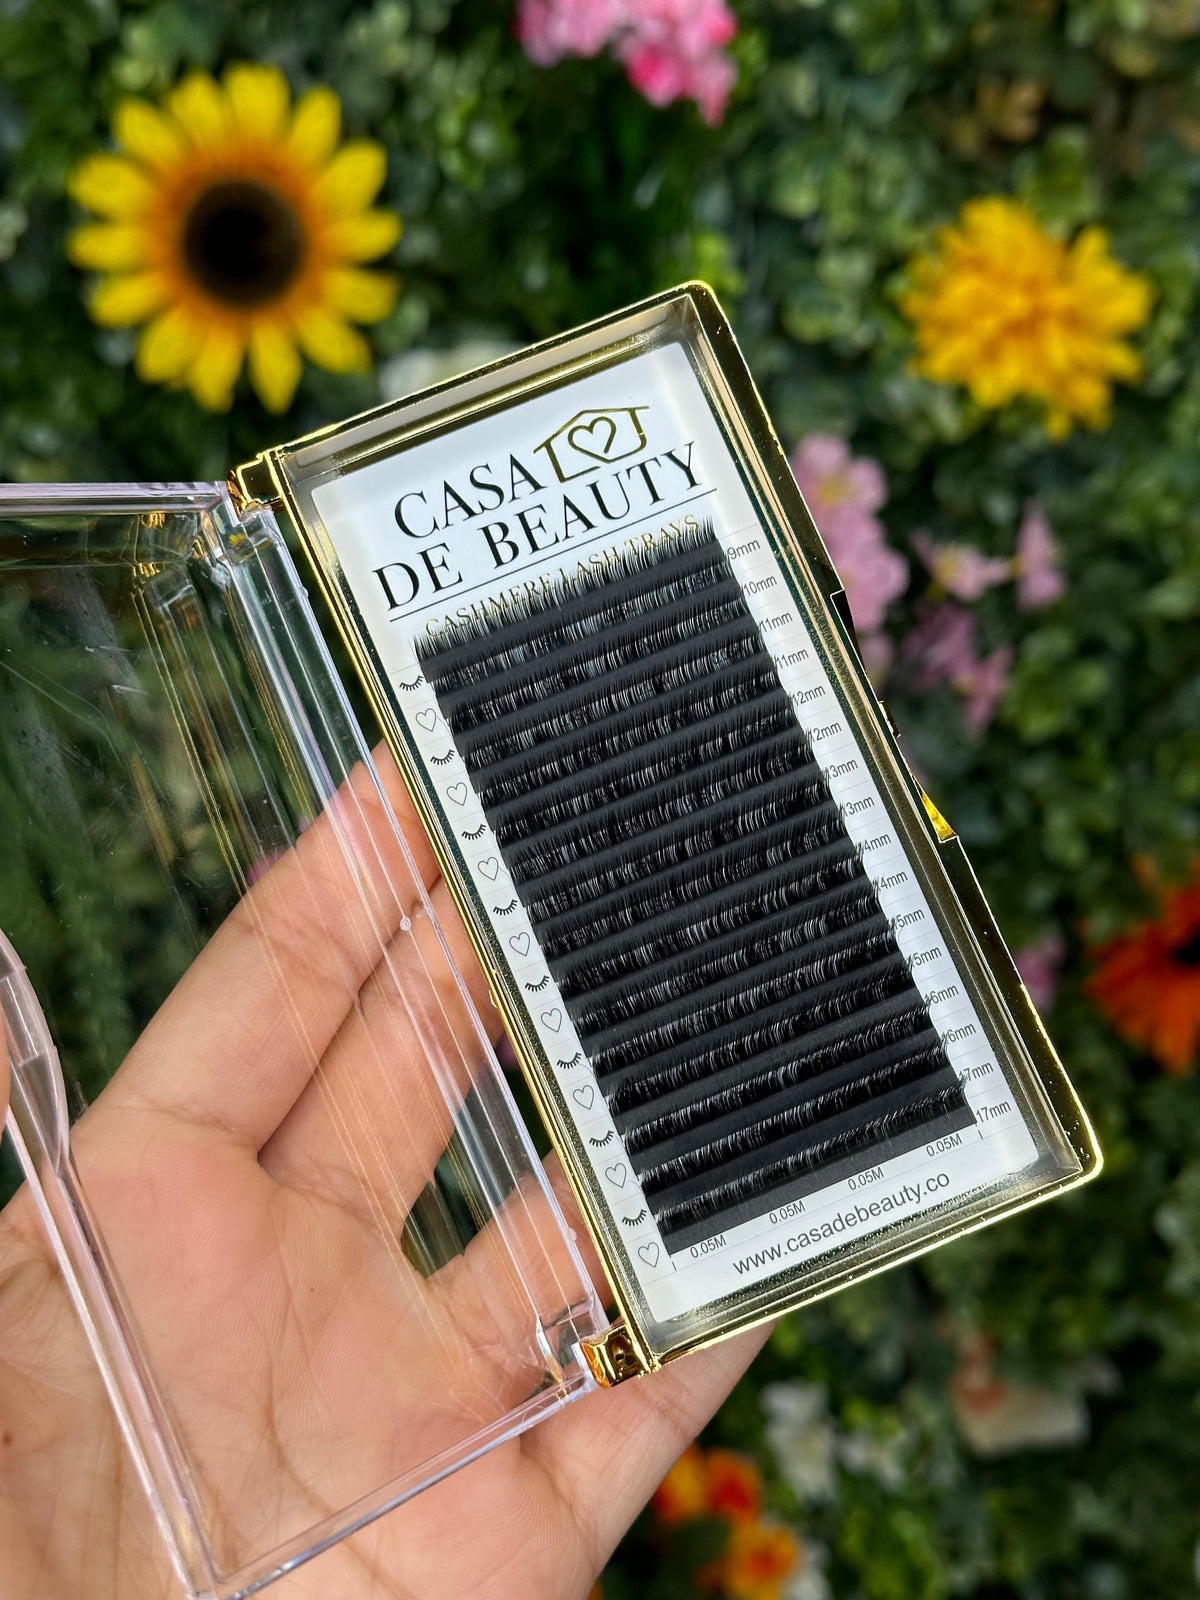 CASA
DE BEAUTY
CASHMERE LASH TRAYS
9mm
10mm
11mm
11mm
12mm
12mm
13mm
13mm
14mm
14mm
15mm
15mm
16mm
16mm
17mm
17mm
0.05M 0.05M 0.05M 0.05M
www.casadebeauty.co